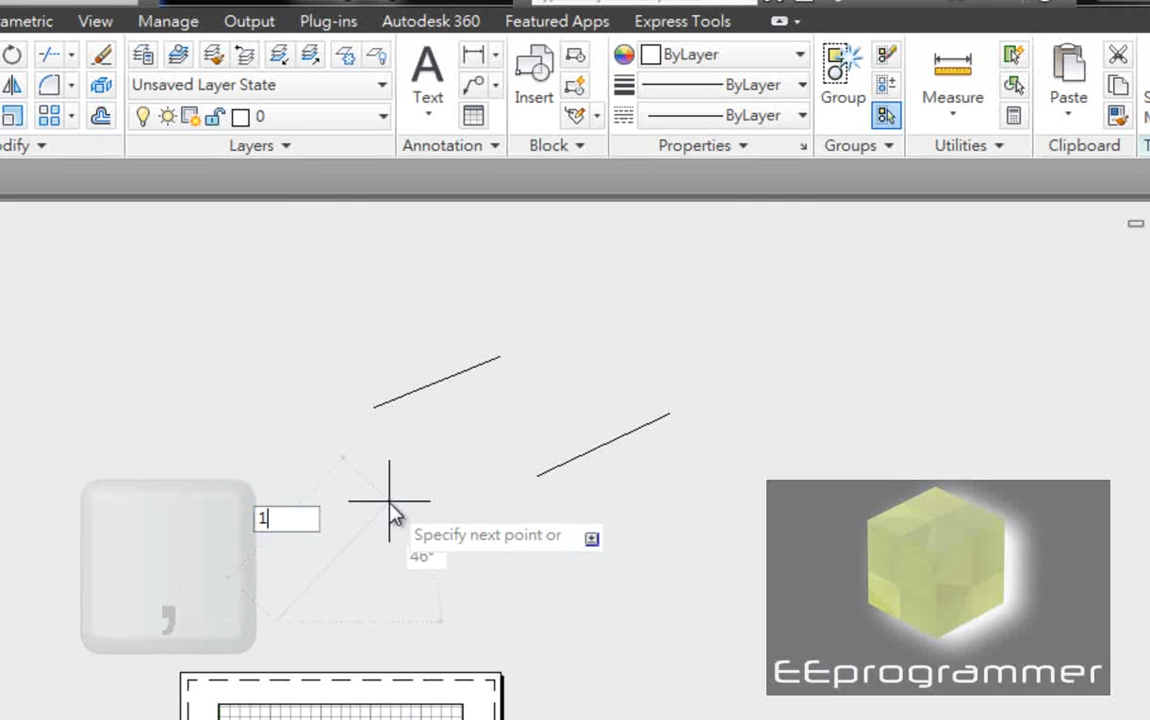 rametric View Manage Output Plug-ins Autodesk 360 Featured Apps Express Tools
Unsaved Layer State
Text
Insert
ByLayer
ByLayer
ByLayer
Group
Measure
Paste
0
odify Layers Annotation Block Properties Groups Utilities Clipboard
1
,
Specify next point or
46°
EEprogrammer